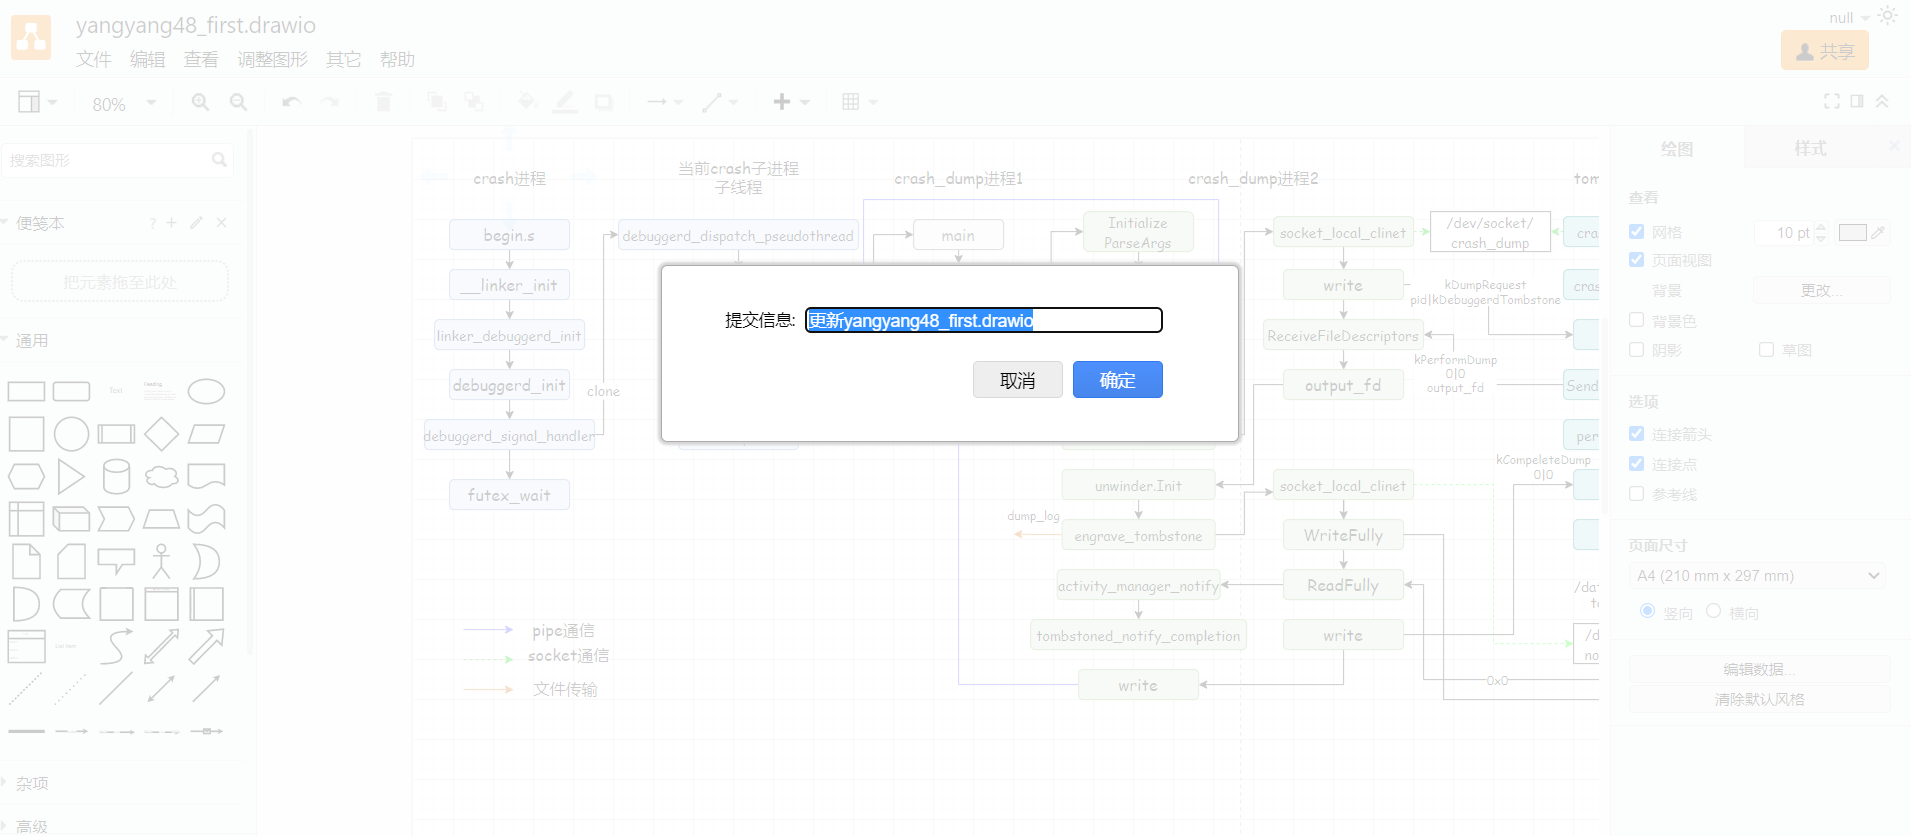 yangyang48_first.drawio
null
文件 编辑 查看 调整图形 其它 帮助
共享
80%
搜索图形
便笺本
?
把元素拖至此处
通用
Text
Heading
List Item
杂项
高级
crash进程
当前crash子进程
子线程
crash_dump进程1
crash_dump进程2
tom
begin.s
debuggerd_dispatch_pseudothread
main
Initialize
ParseArgs
socket_local_clinet
/dev/socket/
crash_dump
cra
__linker_init
write
kDumpRequest
pid|kDebuggerdTombstone
cras
linker_debuggerd_init
ReceiveFileDescriptors
kPerformDump
0|0
output_fd
debuggerd_init
clone
output_fd
Send
debuggerd_signal_handler
per
kCompeleteDump
0|0
futex_wait
unwinder.Init
socket_local_clinet
dump_log
engrave_tombstone
WriteFully
activity_manager_notify
ReadFully
/da
to
pipe通信
socket通信
文件传输
tombstoned_notify_completion
write
/d
no
write
0x0
提交信息:
更新yangyang48_first.drawio
取消
确定
绘图
样式
查看
网格
10 pt
页面视图
背景
更改...
背景色
阴影
草图
选项
连接箭头
连接点
参考线
页面尺寸
A4 (210 mm x 297 mm)
竖向
横向
编辑数据...
清除默认风格